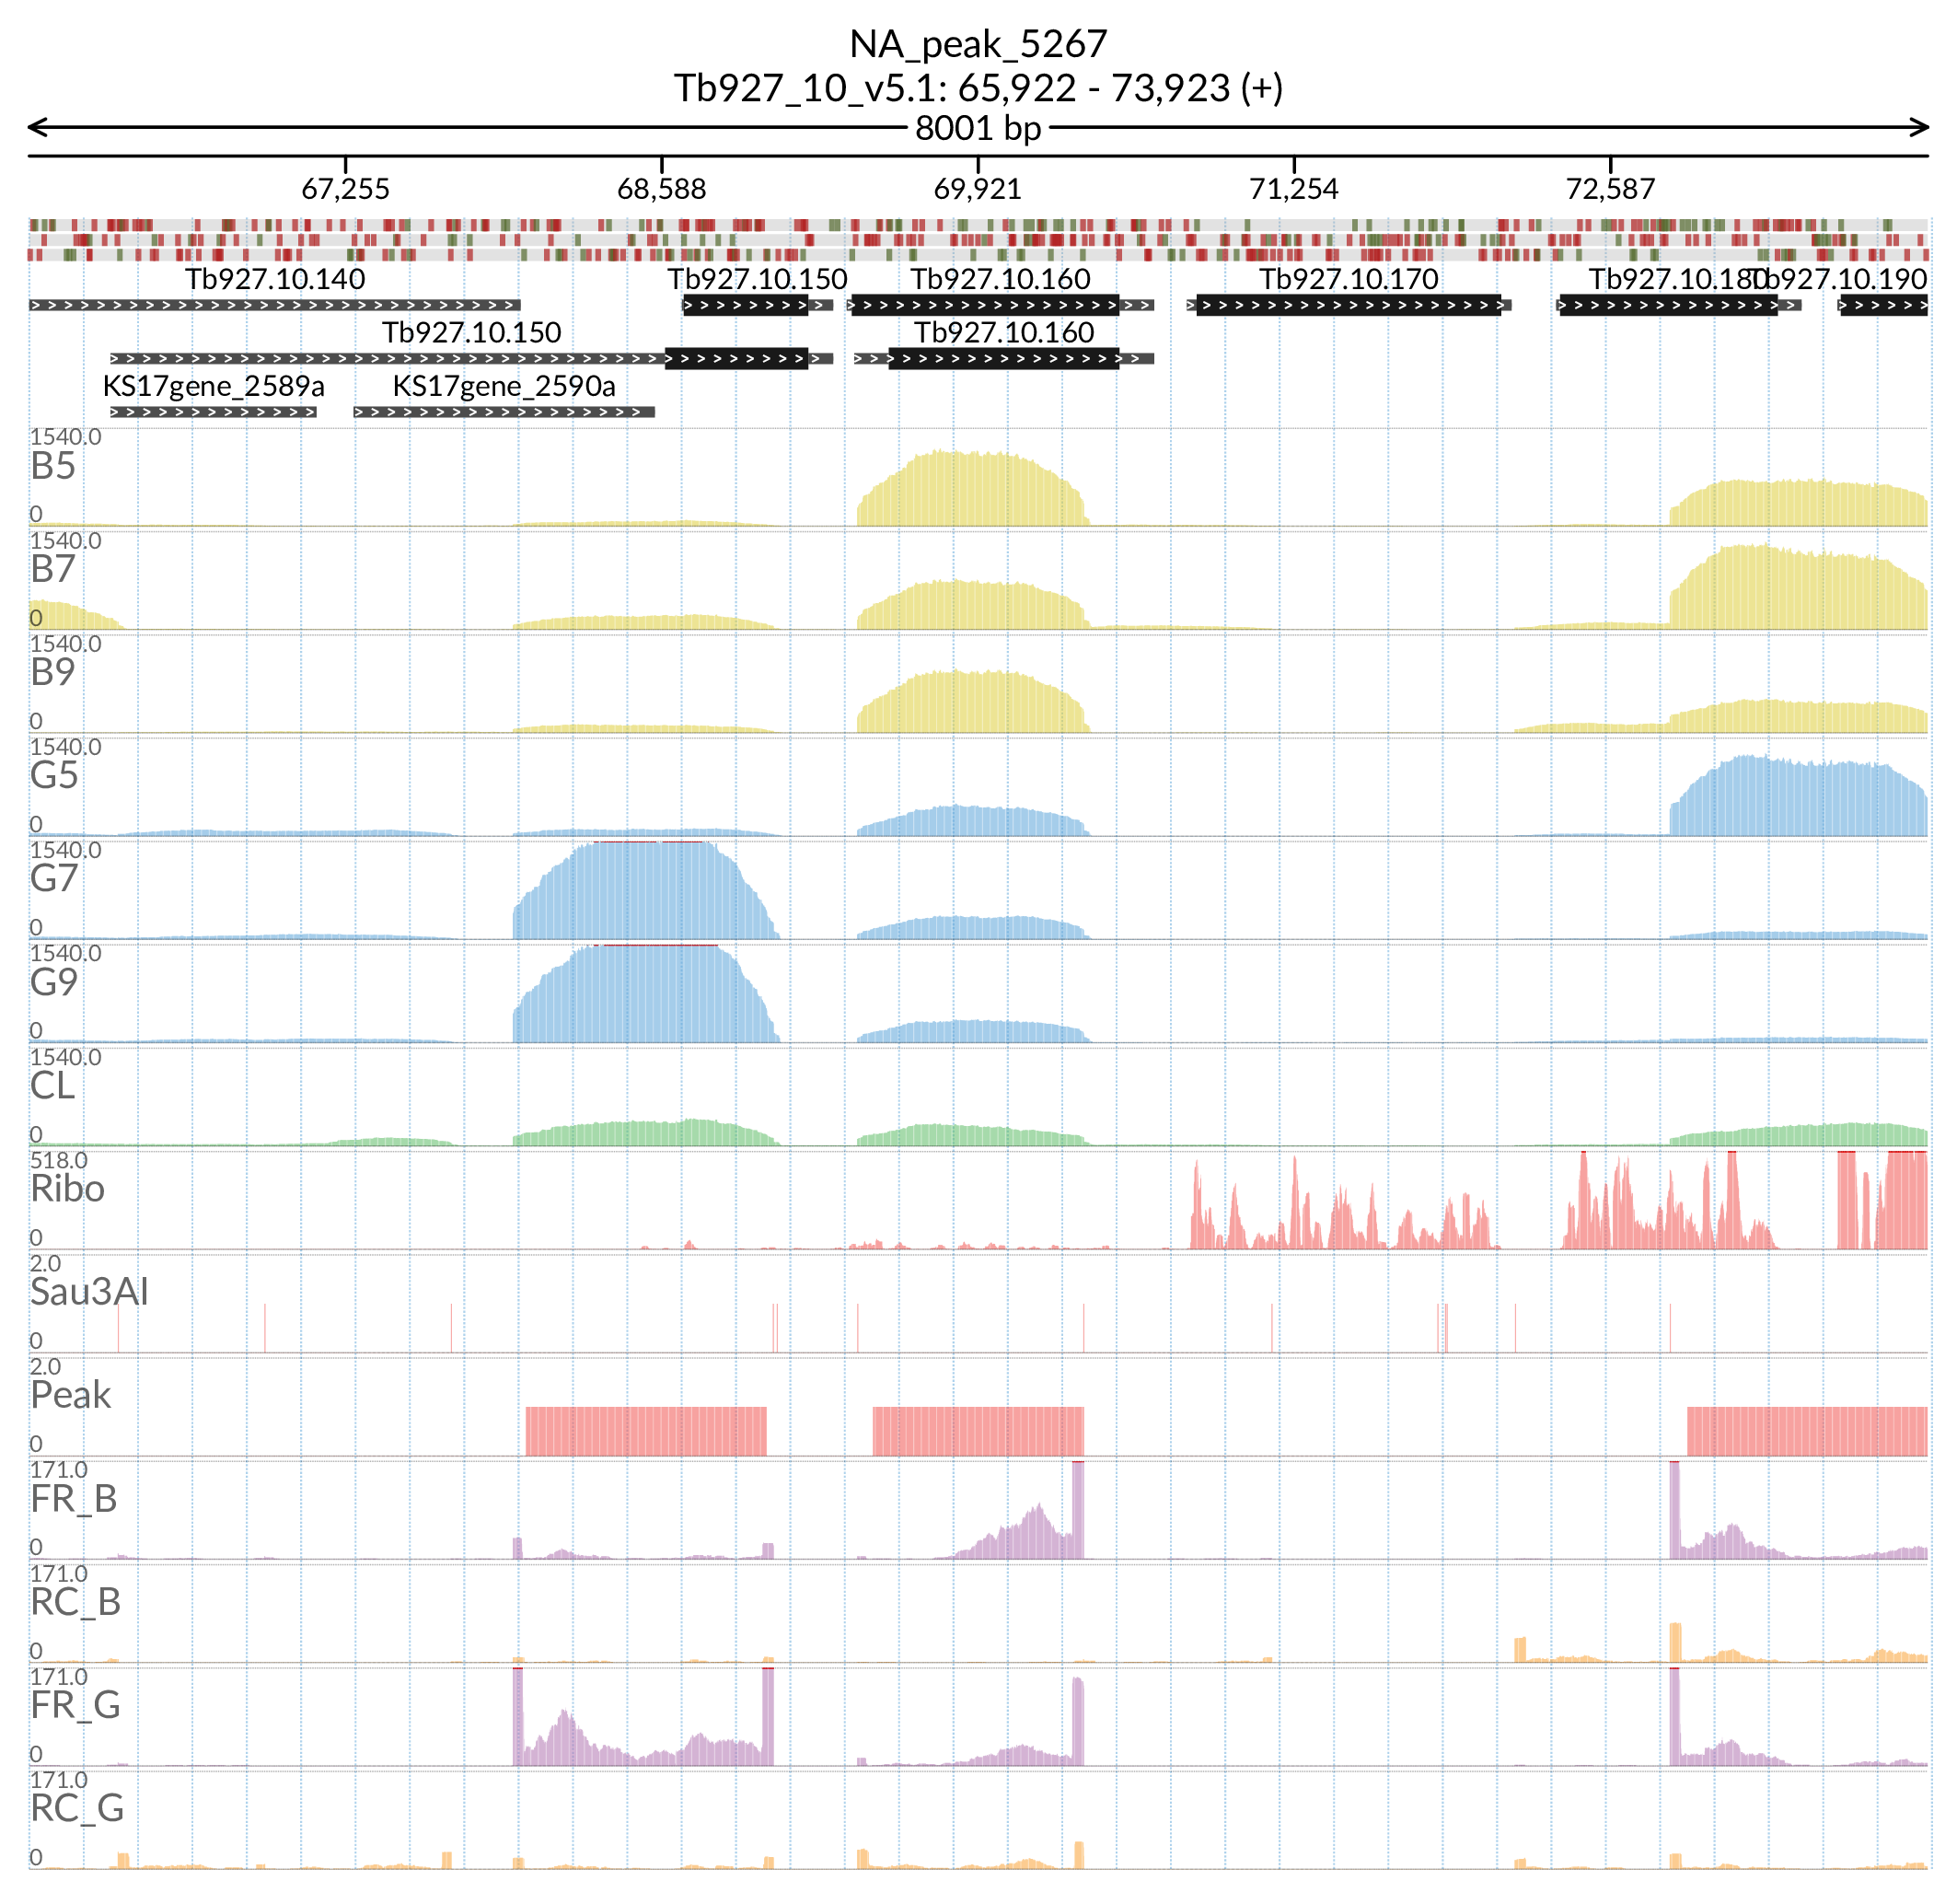 NA_peak_5267
Tb927_10_v5.1: 65,922 - 73,923 (+)
8001 bp
67,255 68,588 69,921 71,254 72,587
Tb927.10.140 Tb927.10.150 Tb927.10.160 Tb927.10.170 Tb927.10.180 Tb927.10.190
Tb927.10.150 Tb927.10.160
KS17gene_2589a KS17gene_2590a
1540.0
B5
0
1540.0
B7
0
1540.0
B9
0
1540.0
G5
0
1540.0
G7
0
1540.0
G9
0
1540.0
CL
0
518.0
Ribo
0
2.0
Sau3AI
0
2.0
Peak
0
171.0
FR_B
0
171.0
RC_B
0
171.0
FR_G
0
171.0
RC_G
0